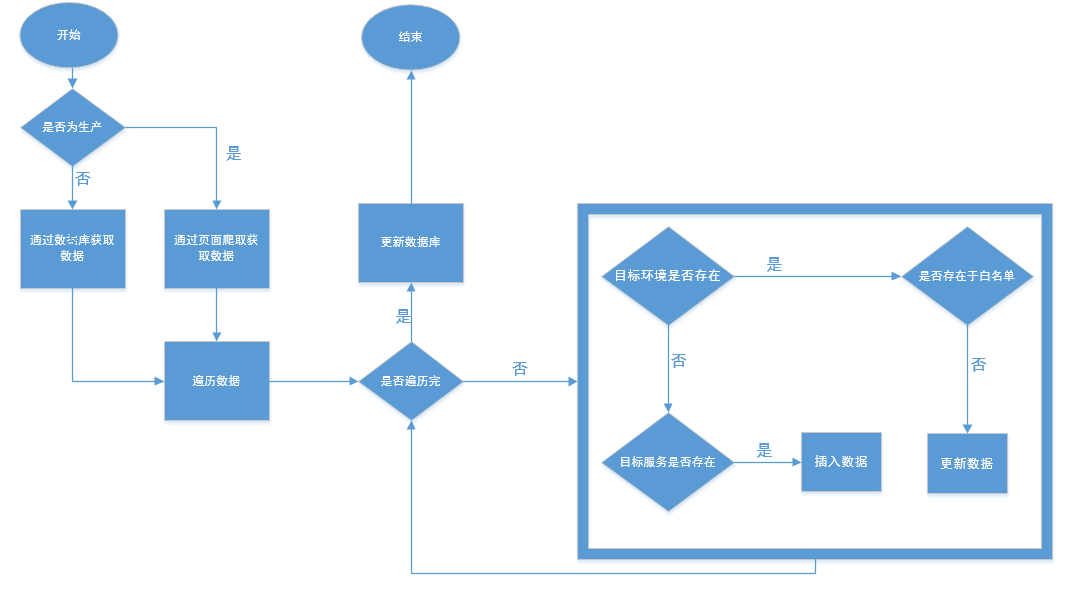 开始
结束
是否为生产
是
否
通过数据库获取
数据
通过页面爬取获
取数据
更新数据库
目标环境是否存在
是
是否存在于白名单
是
否
否
遍历数据
是否遍历完
否
目标服务是否存在
是
插入数据
更新数据